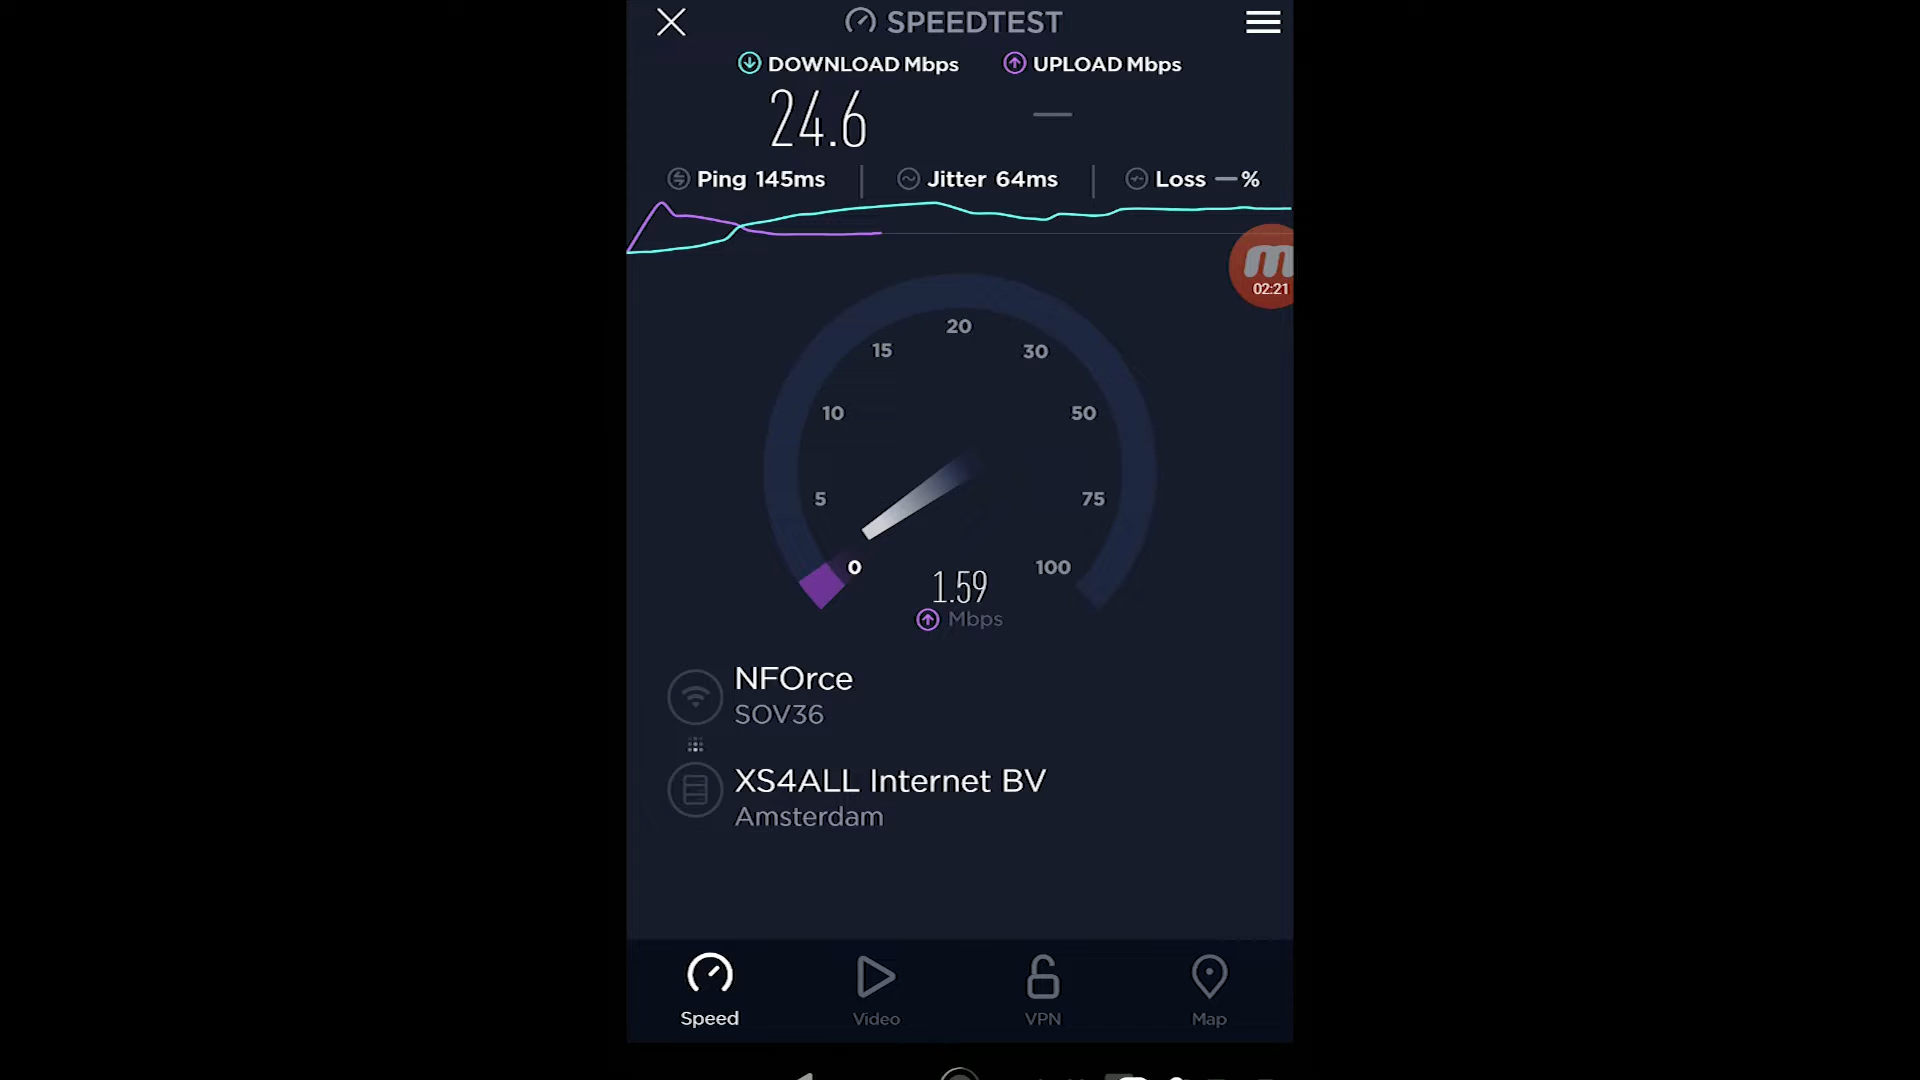 SPEEDTEST
DOWNLOAD Mbps UPLOAD Mbps
24.6 —
Ping 145ms Jitter 64ms Loss —%
m
02:21
20
15 30
10 50
5 75
0 100
1.59
Mbps
NFOrce
SOV36
XS4ALL Internet BV
Amsterdam
Speed Video VPN Map